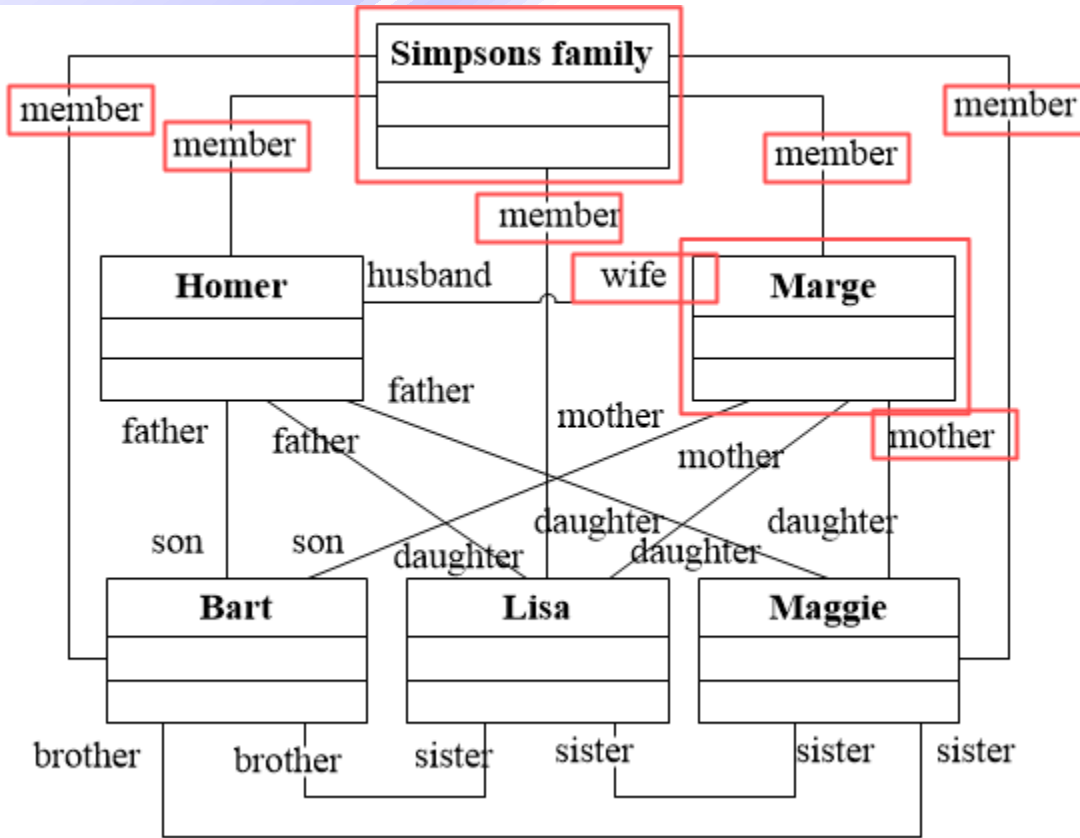 Simpsons family
member
member
member
member
member
Homer
husband
wife
Marge
father
father
father
mother
mother
mother
son
son
daughter
daughter
daughter
daughter
Bart
Lisa
Maggie
brother
brother
sister
sister
sister
sister